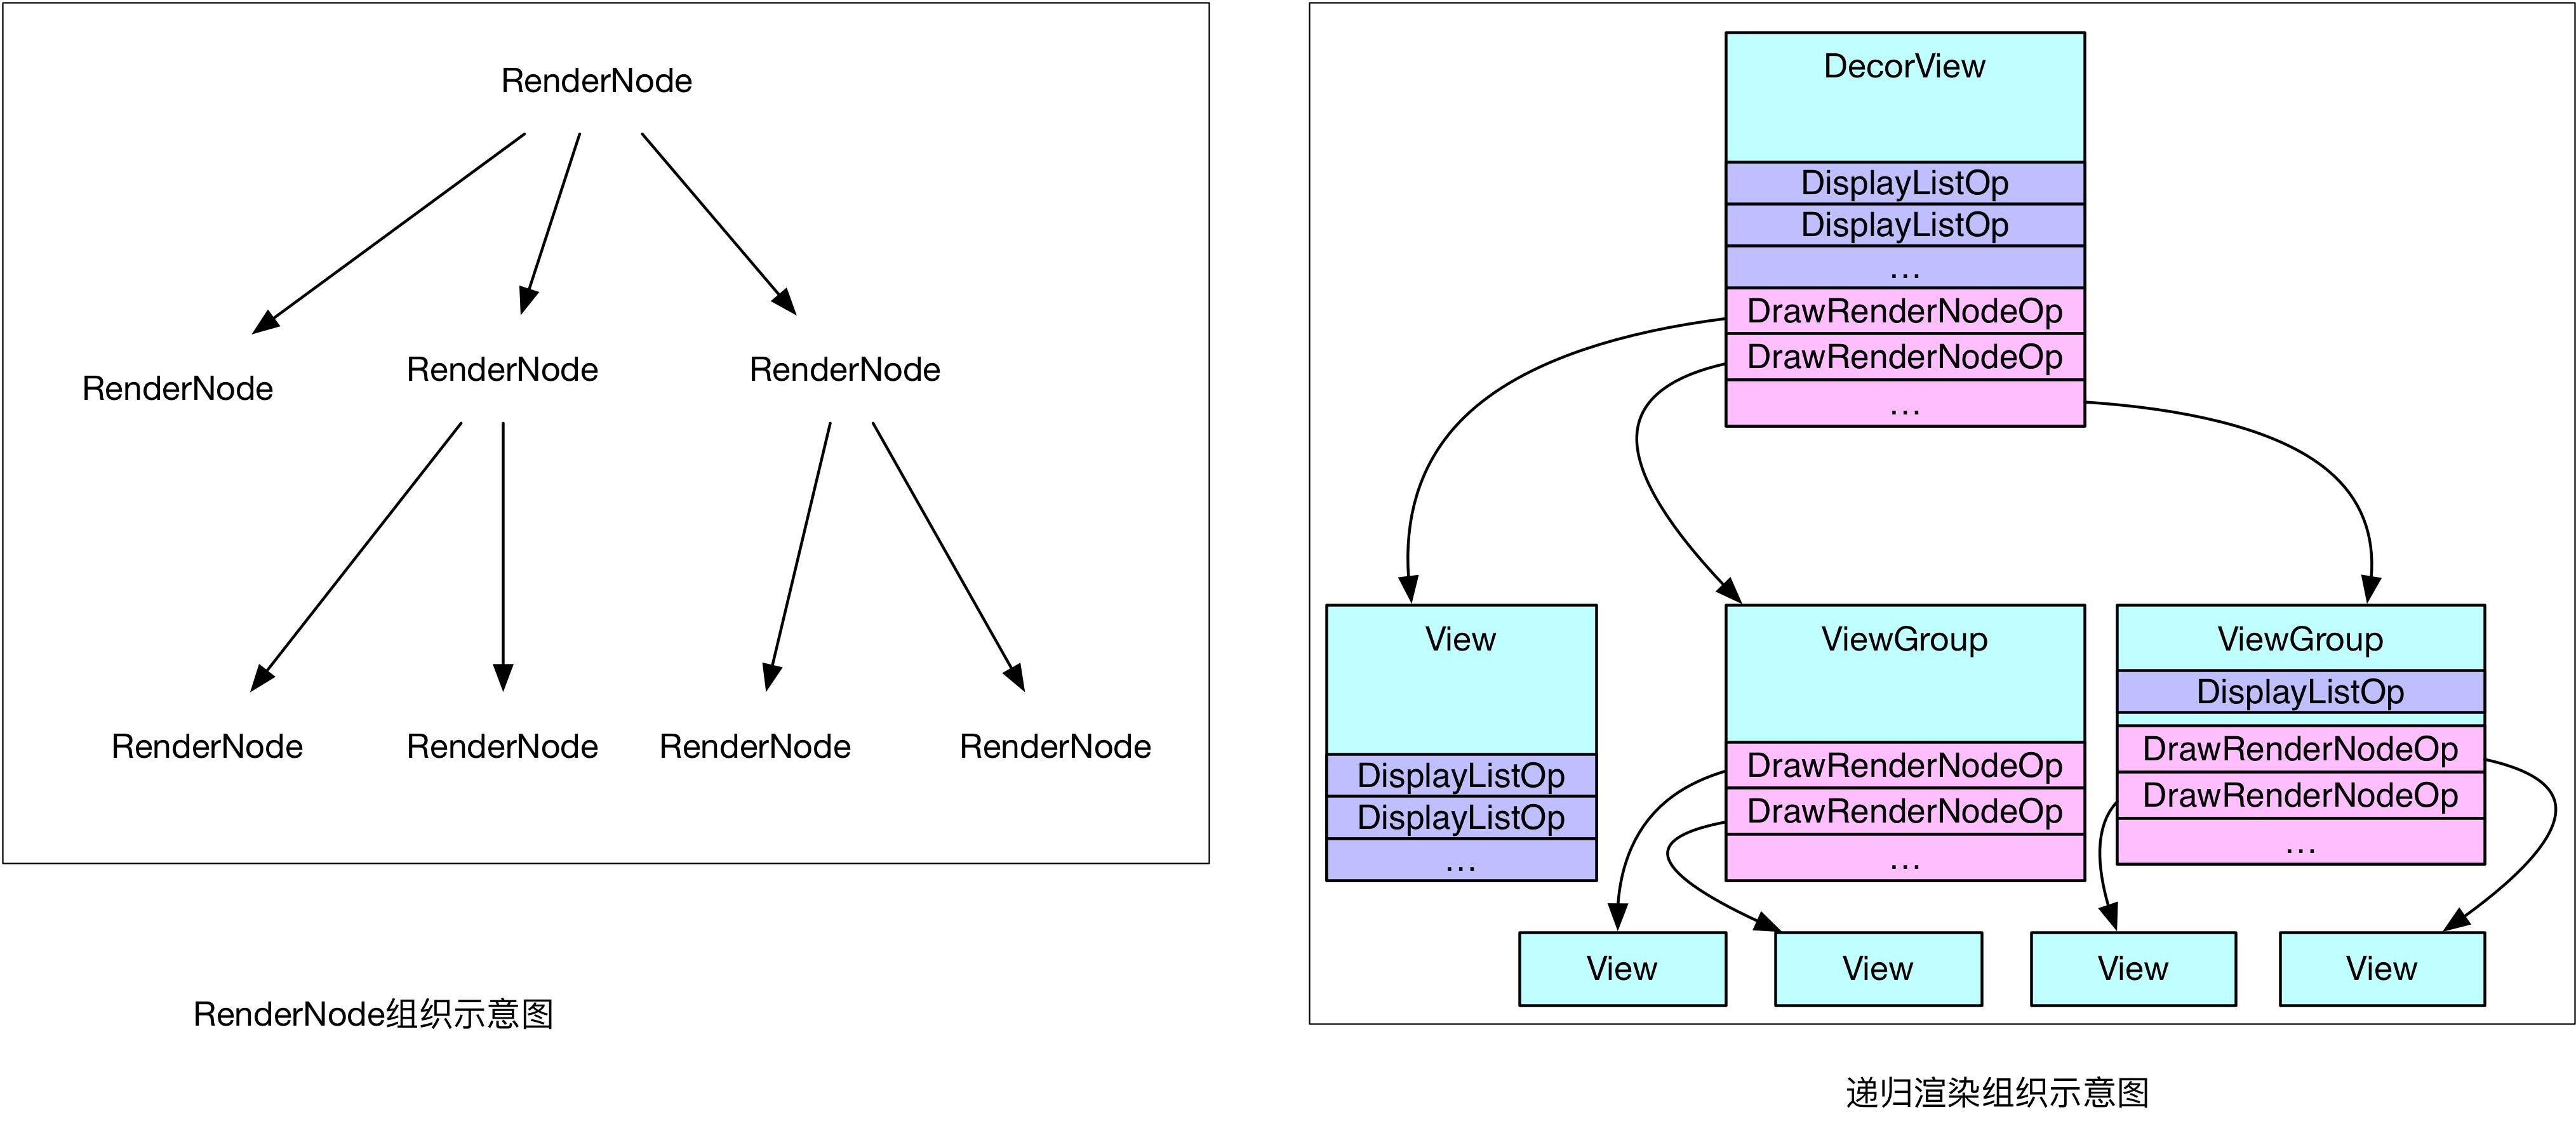 RenderNode
RenderNode
RenderNode
RenderNode
RenderNode
RenderNode
RenderNode
RenderNode
RenderNode组织示意图
DecorView
DisplayListOp
DisplayListOp
...
DrawRenderNodeOp
DrawRenderNodeOp
...
View
DisplayListOp
DisplayListOp
...
ViewGroup
DrawRenderNodeOp
DrawRenderNodeOp
...
ViewGroup
DisplayListOp
DrawRenderNodeOp
DrawRenderNodeOp
...
View
View
View
View
递归渲染组织示意图